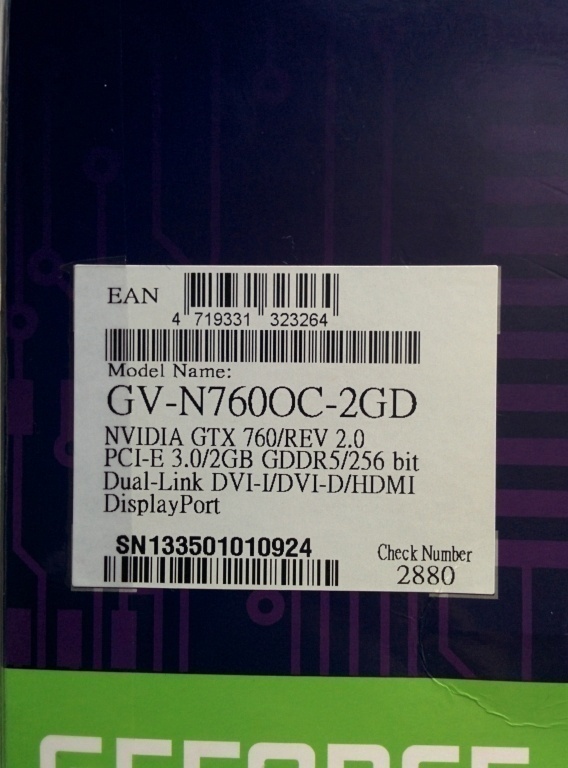 EAN
4 719331 323264
Model Name:
GV-N760OC-2GD
NVIDIA GTX 760/REV 2.0
PCI-E 3.0/2GB GDDR5/256 bit
Dual-Link DVI-I/DVI-D/HDMI
DisplayPort
SN133501010924
Check Number
2880
GEFORCE